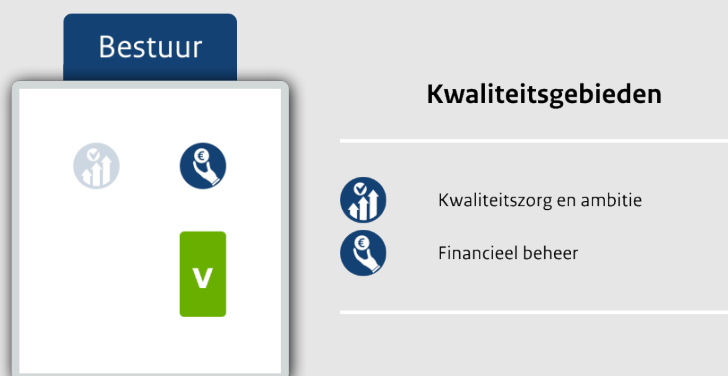 Bestuur
V
Kwaliteitsgebieden
Kwaliteitszorg en ambitie
Financieel beheer